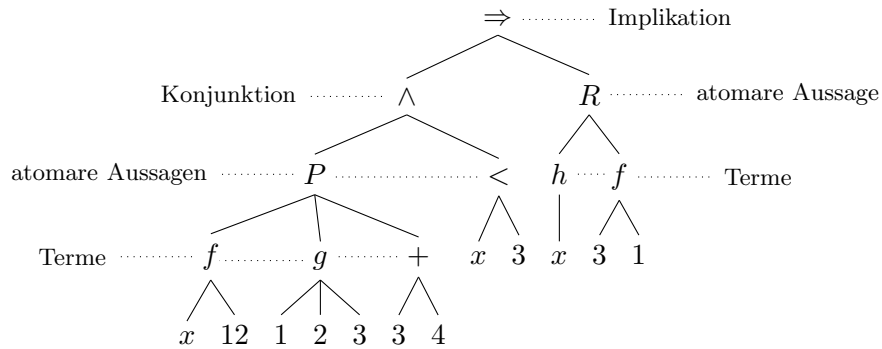 ⇒ Implikation
Konjunktion ∧ R atomare Aussage
atomare Aussagen P < h f Terme
Terme f g + x 3 x 3 1
x 12 1 2 3 3 4